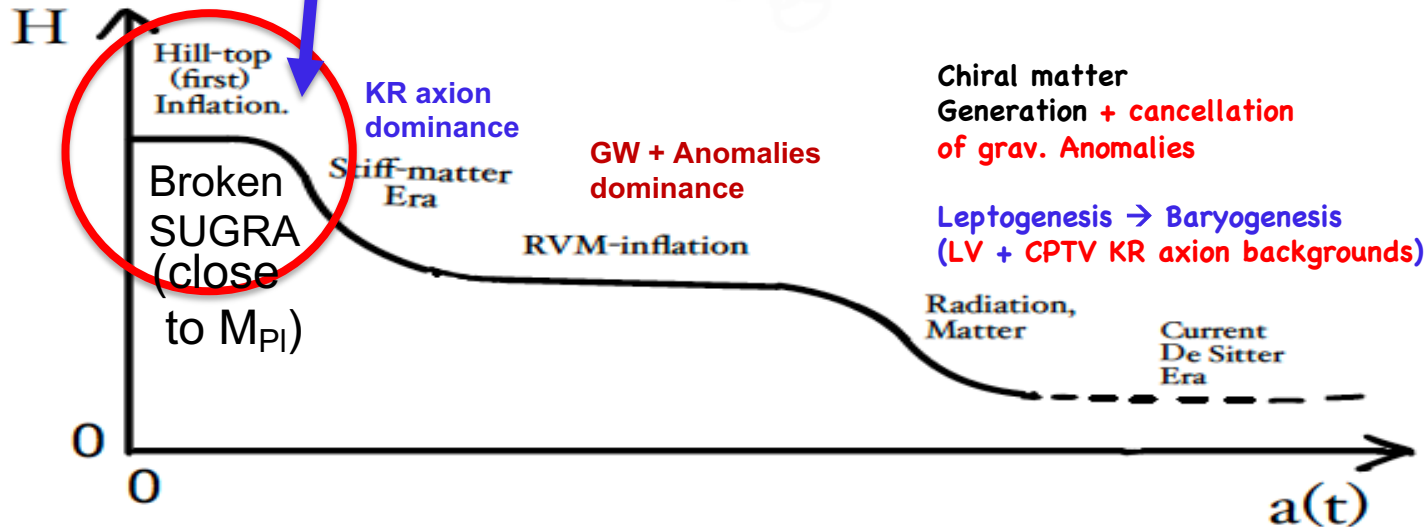 H
Hill-top
(first)
Inflation.
Broken
SUGRA
(close
to MPl)
KR axion
dominance
Stiff-matter
Era
GW + Anomalies
dominance
RVM-inflation
Chiral matter
Generation + cancellation
of grav. Anomalies
Leptogenesis → Baryogenesis
(LV + CPTV KR axion backgrounds)
Radiation,
Matter
Current
De Sitter
Era
0
0
a(t)